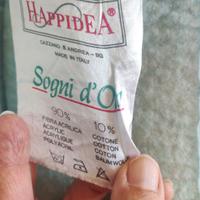 HAPPIDEA®
CAZZANO S.ANDREA - BG
MADE IN ITALY
Sogni d'Oro
90% 10%
FIBRA ACRILICA COTONE
ACRYLIC COTTON
ACRYLIQUE COTON
POLYACRYL BAUMWOLLE